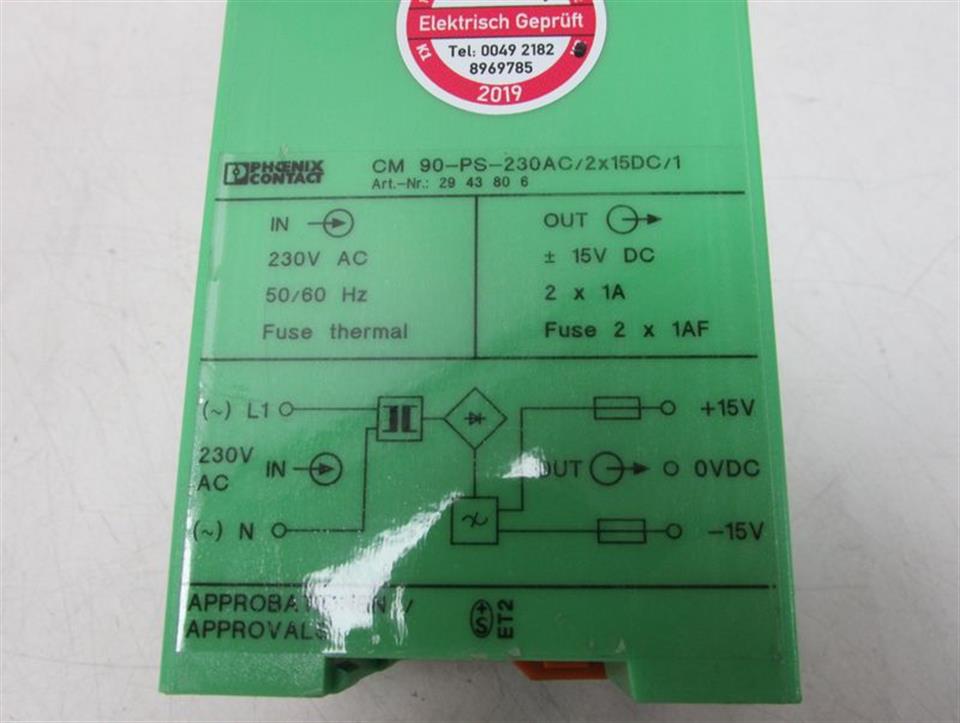 Elektrisch Geprüft
K1
Tel: 0049 2182
8969785
2019
PHŒNIX
CONTACT
CM 90-PS-230AC/2x15DC/1
Art.-Nr.: 29 43 80 6
IN
230V AC
50/60 Hz
Fuse thermal
OUT
± 15V DC
2 x 1A
Fuse 2 x 1AF
(~) L1
+15V
230V
AC
IN
OUT
0VDC
(~) N
-15V
APPROVALS
+S
ET2